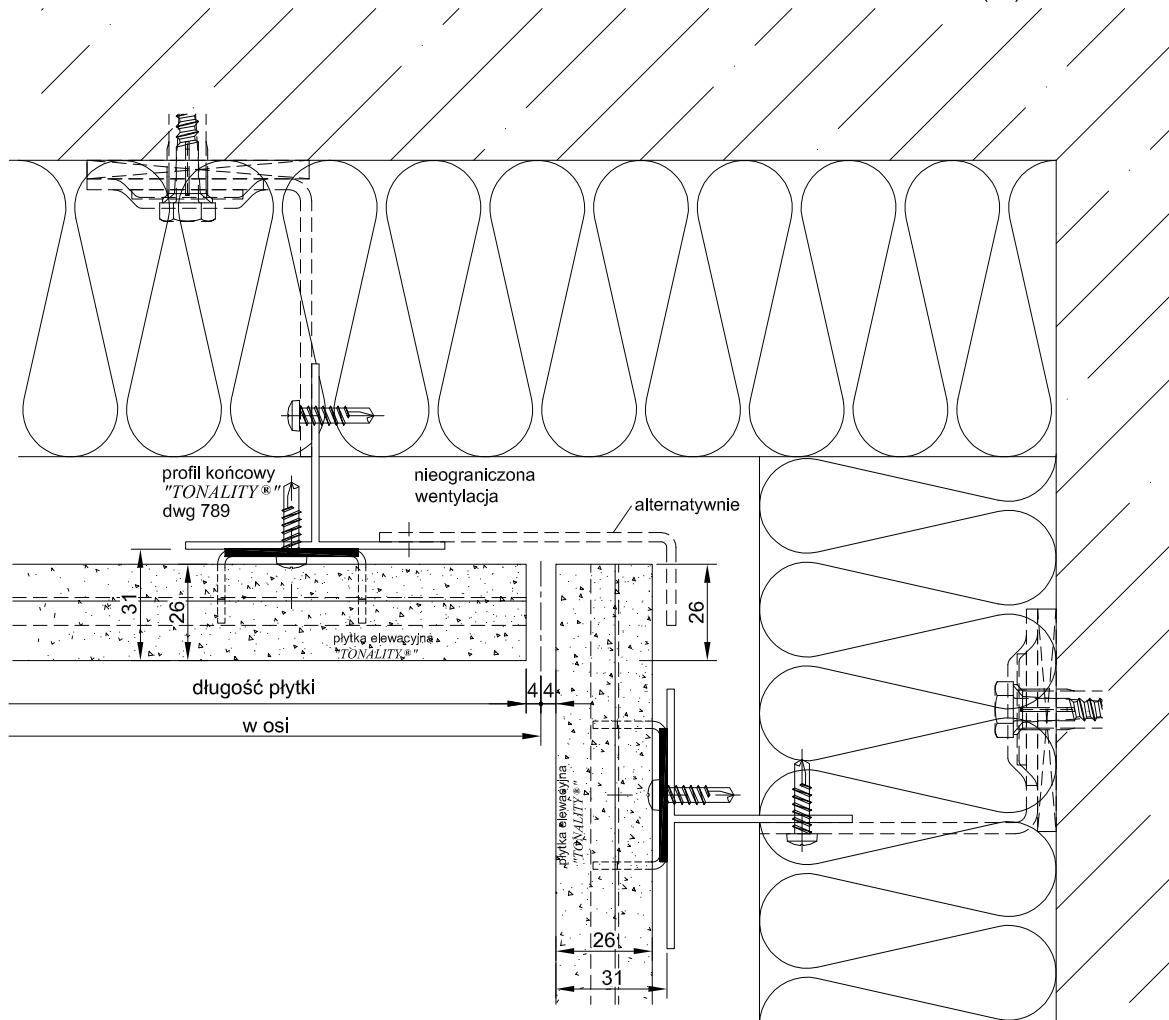 profil końcowy
"TONALITY®"
dwg 789
nieograniczona
wentylacja
alternatywnie
31
26
26
płytka elewacyjna
"TONALITY®"
długość płytki
4 4
w osi
płytka elewacyjna
"TONALITY®"
26
31